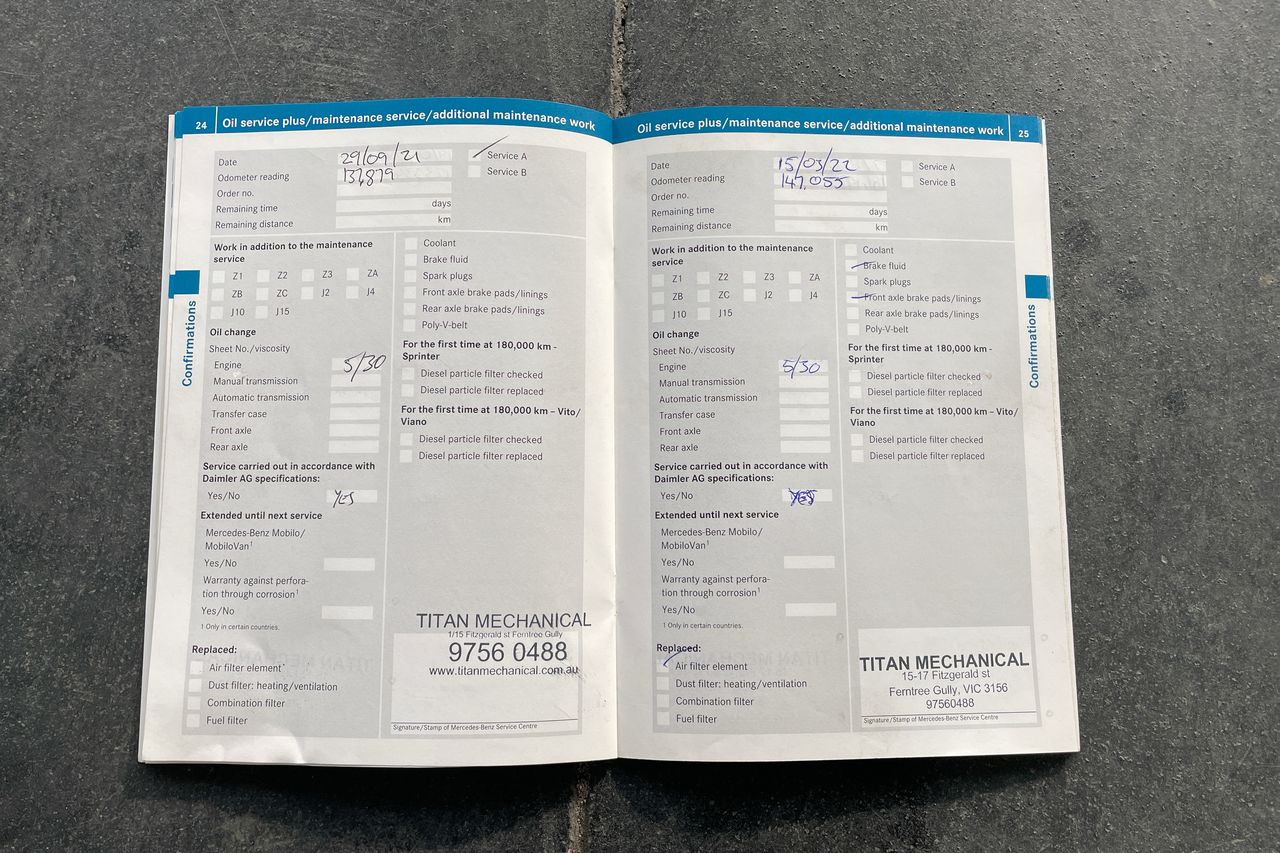 24 Oil service plus/maintenance service/additional maintenance work
Date 29/09/21 Service A
Odometer reading 137,879 Service B
Order no.
Remaining time days
Remaining distance km
Work in addition to the maintenance
service
Z1 Z2 Z3 ZA
ZB ZC J2 J4
J10 J15
Oil change
Sheet No./viscosity
Engine 5/30
Manual transmission
Automatic transmission
Transfer case
Front axle
Rear axle
Service carried out in accordance with
Daimler AG specifications:
Yes/No YES
Extended until next service
Mercedes-Benz Mobilo/
MobiloVan¹
Yes/No
Warranty against perfora-
tion through corrosion¹
Yes/No
1 Only in certain countries.
Replaced:
Air filter element
Dust filter: heating/ventilation
Combination filter
Fuel filter
Coolant
Brake fluid
Spark plugs
Front axle brake pads/linings
Rear axle brake pads/linings
Poly-V-belt
For the first time at 180,000 km -
Sprinter
Diesel particle filter checked
Diesel particle filter replaced
For the first time at 180,000 km – Vito/
Viano
Diesel particle filter checked
Diesel particle filter replaced
TITAN MECHANICAL
1/15 Fitzgerald st Ferntree Gully
9756 0488
www.titanmechanical.com.au
Signature/Stamp of Mercedes-Benz Service Centre
Confirmations
Oil service plus/maintenance service/additional maintenance work 25
Date 15/03/22 Service A
Odometer reading 147,055 Service B
Order no.
Remaining time days
Remaining distance km
Work in addition to the maintenance
service
Z1 Z2 Z3 ZA
ZB ZC J2 J4
J10 J15
Oil change
Sheet No./viscosity
Engine 5/30
Manual transmission
Automatic transmission
Transfer case
Front axle
Rear axle
Service carried out in accordance with
Daimler AG specifications:
Yes/No YES
Extended until next service
Mercedes-Benz Mobilo/
MobiloVan¹
Yes/No
Warranty against perfora-
tion through corrosion¹
Yes/No
1 Only in certain countries.
Replaced:
Air filter element
Dust filter: heating/ventilation
Combination filter
Fuel filter
Coolant
Brake fluid
Spark plugs
Front axle brake pads/linings
Rear axle brake pads/linings
Poly-V-belt
For the first time at 180,000 km -
Sprinter
Diesel particle filter checked
Diesel particle filter replaced
For the first time at 180,000 km – Vito/
Viano
Diesel particle filter checked
Diesel particle filter replaced
TITAN MECHANICAL
15-17 Fitzgerald st
Ferntree Gully, VIC 3156
97560488
Signature/Stamp of Mercedes-Benz Service Centre
Confirmations